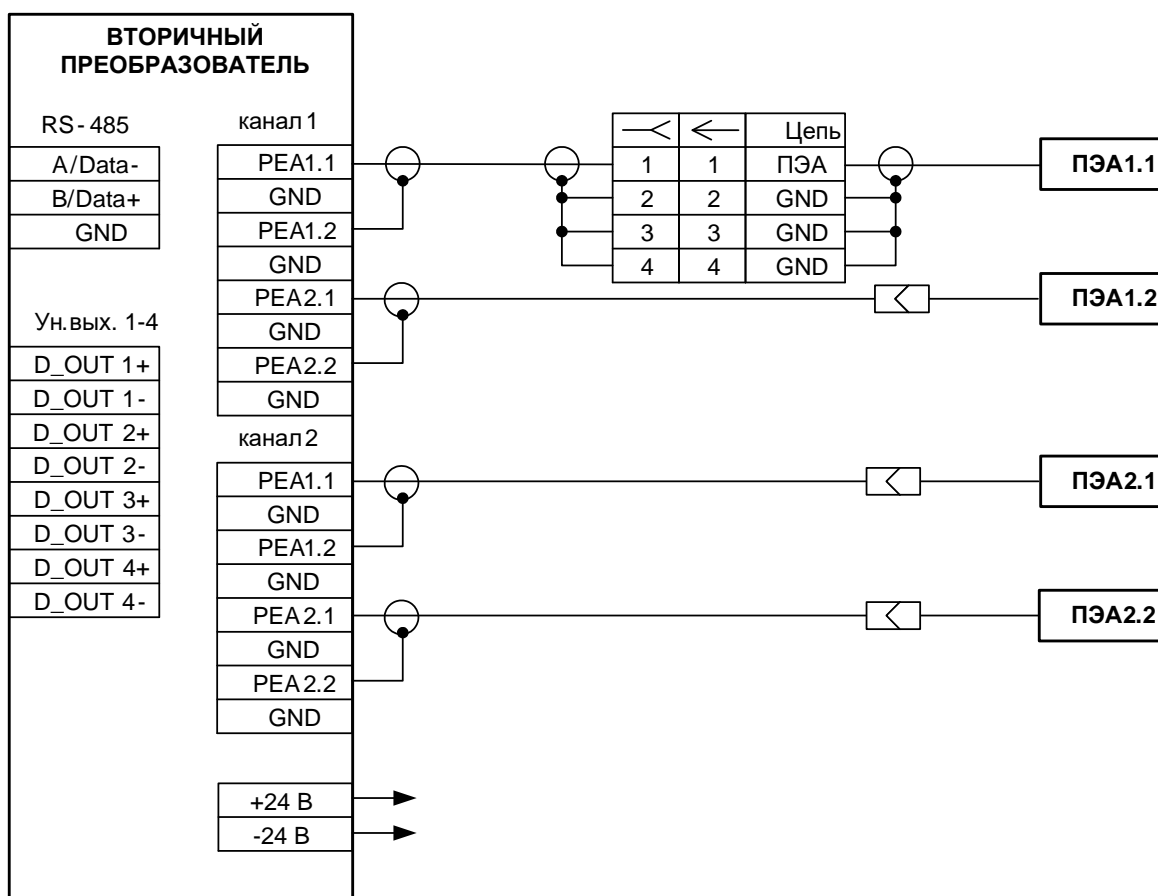 ВТОРИЧНЫЙ
ПРЕОБРАЗОВАТЕЛЬ
RS-485
A/Data-
B/Data+
GND
Ун.вых. 1-4
D_OUT 1+
D_OUT 1-
D_OUT 2+
D_OUT 2-
D_OUT 3+
D_OUT 3-
D_OUT 4+
D_OUT 4-
канал 1
PEA1.1
GND
PEA1.2
GND
PEA2.1
GND
PEA2.2
GND
канал 2
PEA1.1
GND
PEA1.2
GND
PEA2.1
GND
PEA2.2
GND
+24 В
-24 В
Цепь
1 1 ПЭА
2 2 GND
3 3 GND
4 4 GND
ПЭА1.1
ПЭА1.2
ПЭА2.1
ПЭА2.2